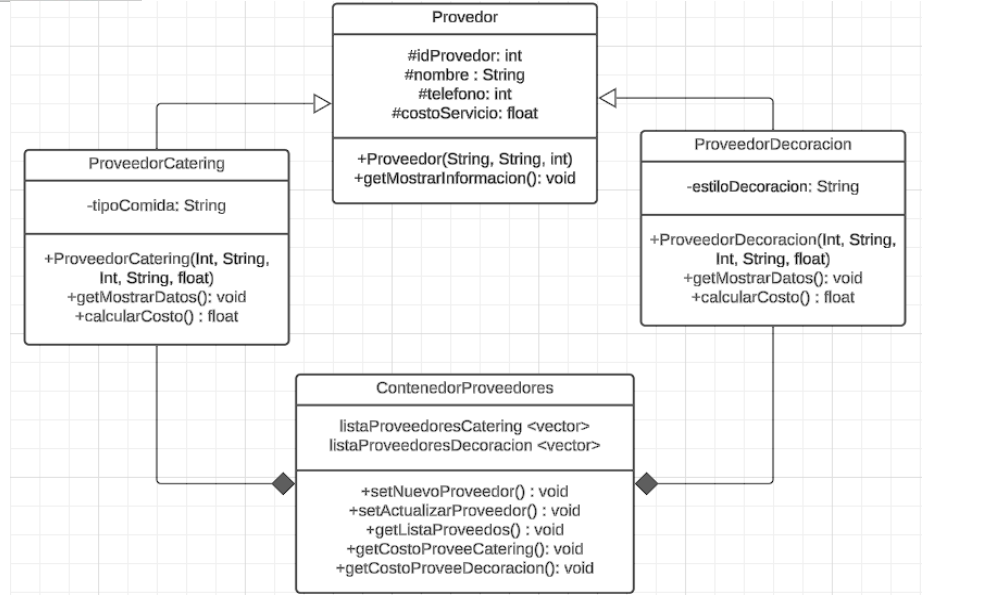 Provedor
#idProvedor: int
#nombre : String
#telefono: int
#costoServicio: float
+Proveedor(String, String, int)
+getMostrarInformacion(): void
ProveedorCatering
-tipoComida: String
+ProveedorCatering(Int, String,
Int, String, float)
+getMostrarDatos(): void
+calcularCosto() : float
ProveedorDecoracion
-estiloDecoracion: String
+ProveedorDecoracion(Int, String,
Int, String, float)
+getMostrarDatos(): void
+calcularCosto() : float
ContenedorProveedores
listaProveedoresCatering <vector>
listaProveedoresDecoracion <vector>
+setNuevoProveedor() : void
+setActualizarProveedor() : void
+getListaProveedos() : void
+getCostoProveeCatering(): void
+getCostoProveeDecoracion(): void